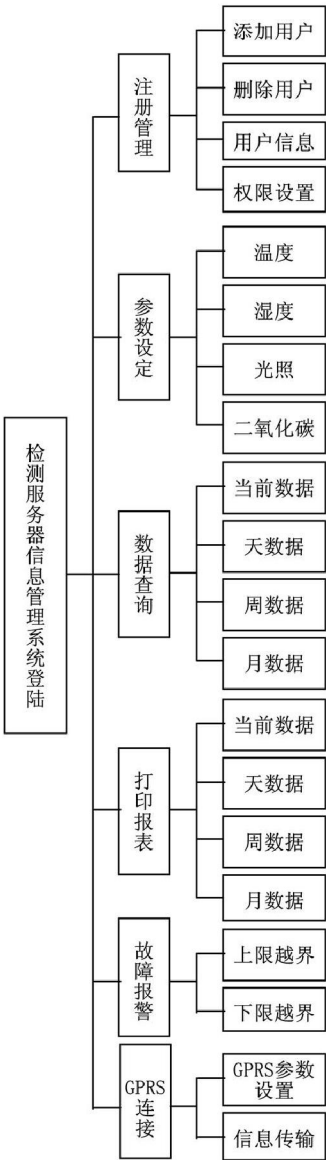 检测服务器信息管理系统登陆
注册管理
添加用户
删除用户
用户信息
权限设置
参数设定
温度
湿度
光照
二氧化碳
数据查询
当前数据
天数据
周数据
月数据
打印报表
当前数据
天数据
周数据
月数据
故障报警
上限越界
下限越界
GPRS
连接
GPRS参数
设置
信息传输